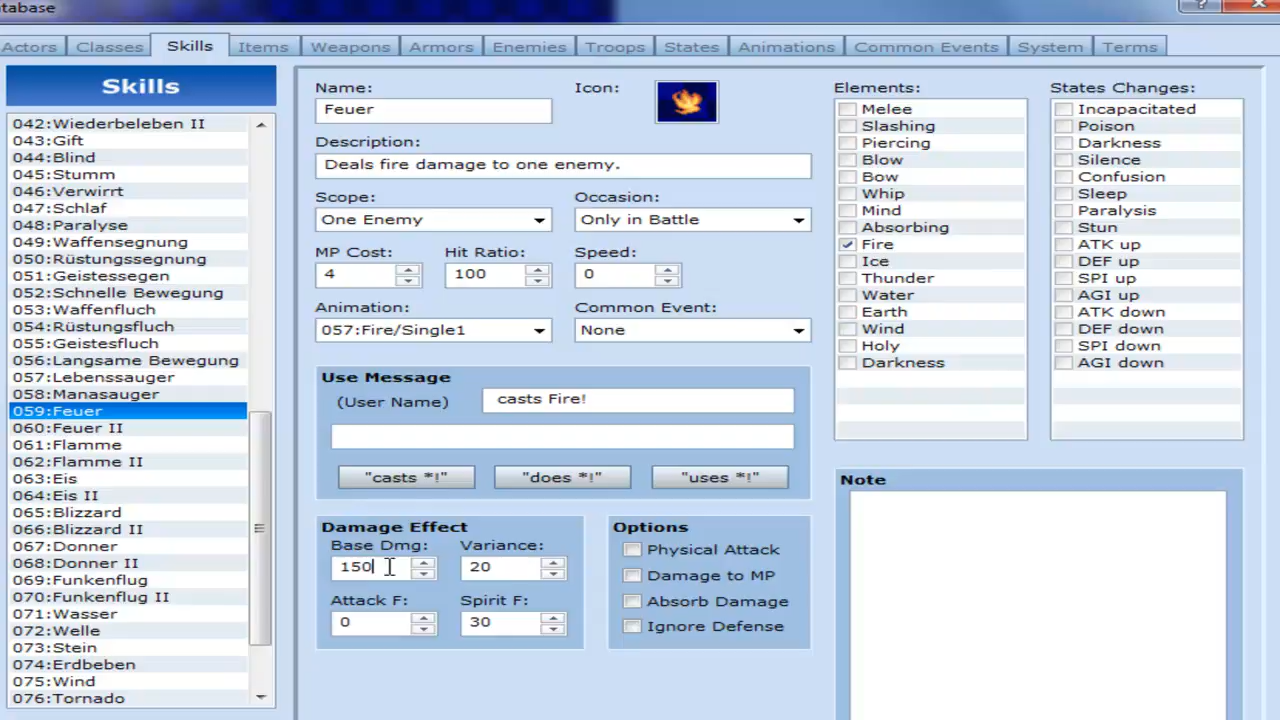 tabase
Actors Classes Skills Items Weapons Armors Enemies Troops States Animations Common Events System Terms
Skills
042:Wiederbeleben II
043:Gift
044:Blind
045:Stumm
046:Verwirrt
047:Schlaf
048:Paralyse
049:Waffensegnung
050:Rüstungssegnung
051:Geistessegen
052:Schnelle Bewegung
053:Waffenfluch
054:Rüstungsfluch
055:Geistesfluch
056:Langsame Bewegung
057:Lebenssauger
058:Manasauger
059:Feuer
060:Feuer II
061:Flamme
062:Flamme II
063:Eis
064:Eis II
065:Blizzard
066:Blizzard II
067:Donner
068:Donner II
069:Funkenflug
070:Funkenflug II
071:Wasser
072:Welle
073:Stein
074:Erdbeben
075:Wind
076:Tornado
Name: Icon:
Feuer
Description:
Deals fire damage to one enemy.
Scope: Occasion:
One Enemy Only in Battle
MP Cost: Hit Ratio: Speed:
4 100 0
Animation: Common Event:
057:Fire/Single1 None
Use Message
(User Name) casts Fire!
"casts *!" "does *!" "uses *!"
Damage Effect
Base Dmg: Variance:
150 20
Attack F: Spirit F:
0 30
Options
Physical Attack
Damage to MP
Absorb Damage
Ignore Defense
Elements:
Melee
Slashing
Piercing
Blow
Bow
Whip
Mind
Absorbing
Fire
Ice
Thunder
Water
Earth
Wind
Holy
Darkness
States Changes:
Incapacitated
Poison
Darkness
Silence
Confusion
Sleep
Paralysis
Stun
ATK up
DEF up
SPI up
AGI up
ATK down
DEF down
SPI down
AGI down
Note